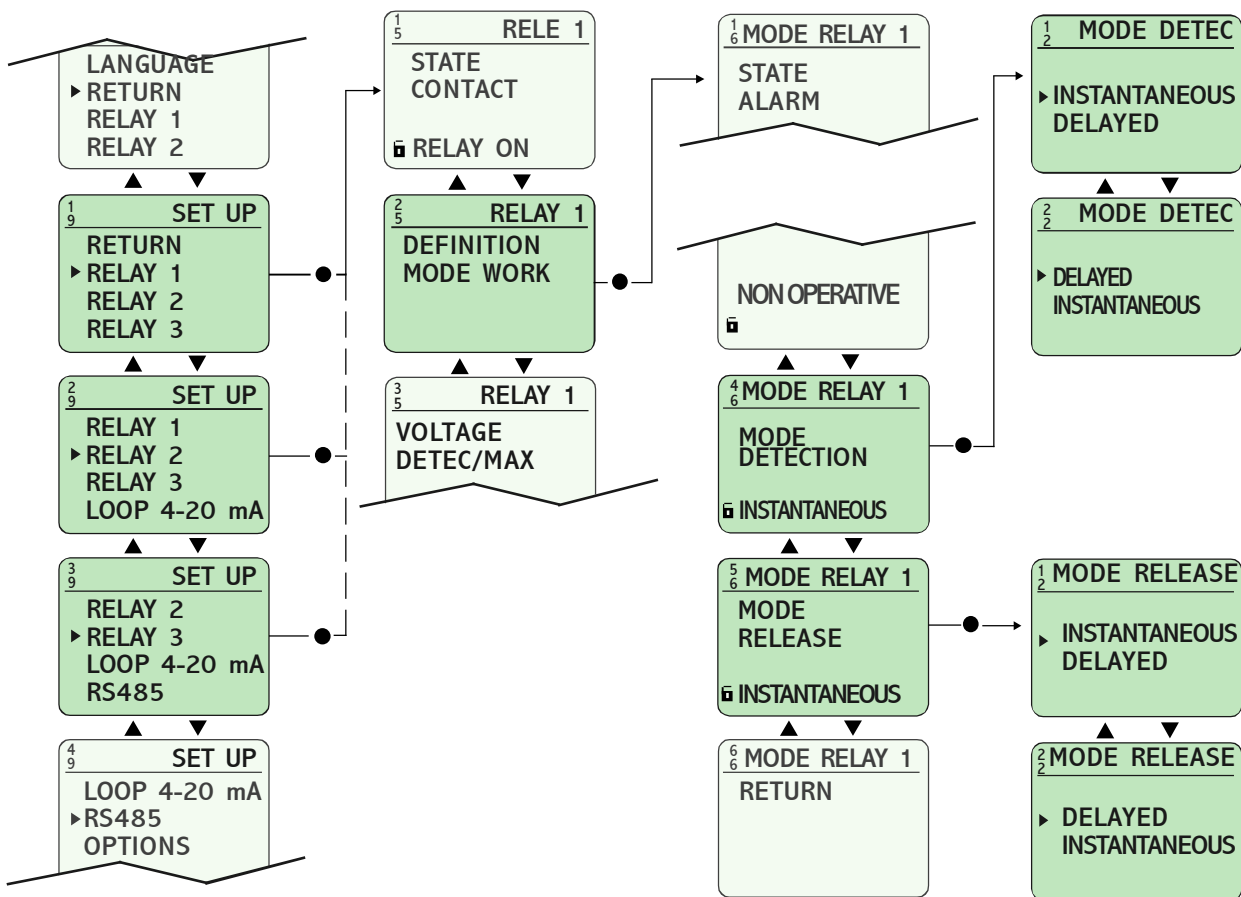 LANGUAGE
RETURN
RELAY 1
RELAY 2
1/9 SET UP
RETURN
RELAY 1
RELAY 2
RELAY 3
2/9 SET UP
RELAY 1
RELAY 2
RELAY 3
LOOP 4-20 mA
3/9 SET UP
RELAY 2
RELAY 3
LOOP 4-20 mA
RS485
4/9 SET UP
LOOP 4-20 mA
RS485
OPTIONS
1/5 RELE 1
STATE
CONTACT
RELAY ON
2/5 RELAY 1
DEFINITION
MODE WORK
3/5 RELAY 1
VOLTAGE
DETEC/MAX
1/6 MODE RELAY 1
STATE
ALARM
NON OPERATIVE
4/6 MODE RELAY 1
MODE
DETECTION
INSTANTANEOUS
5/6 MODE RELAY 1
MODE
RELEASE
INSTANTANEOUS
6/6 MODE RELAY 1
RETURN
1/2 MODE DETEC
INSTANTANEOUS
DELAYED
2/2 MODE DETEC
DELAYED
INSTANTANEOUS
1/2 MODE RELEASE
INSTANTANEOUS
DELAYED
2/2 MODE RELEASE
DELAYED
INSTANTANEOUS